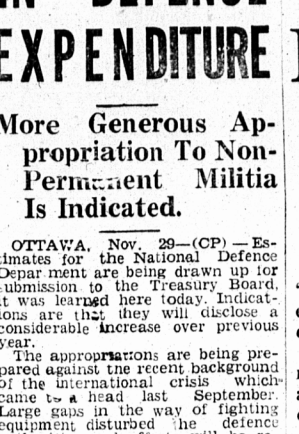 IN DEFENCE
EXPENDITURE
More Generous Ap-
propriation To Non-
Permanent Militia
Is Indicated.
OTTAWA, Nov. 29—(CP)—Es-
timates for the National Defence
Department are being drawn up for
submission to the Treasury Board,
it was learned here today. Indicat-
ions are that they will disclose a
considerable increase over previous
year.
The appropriations are being pre-
pared against the recent background
of the international crisis which
came to a head last September.
Large gaps in the way of fighting
equipment disturbed the defence